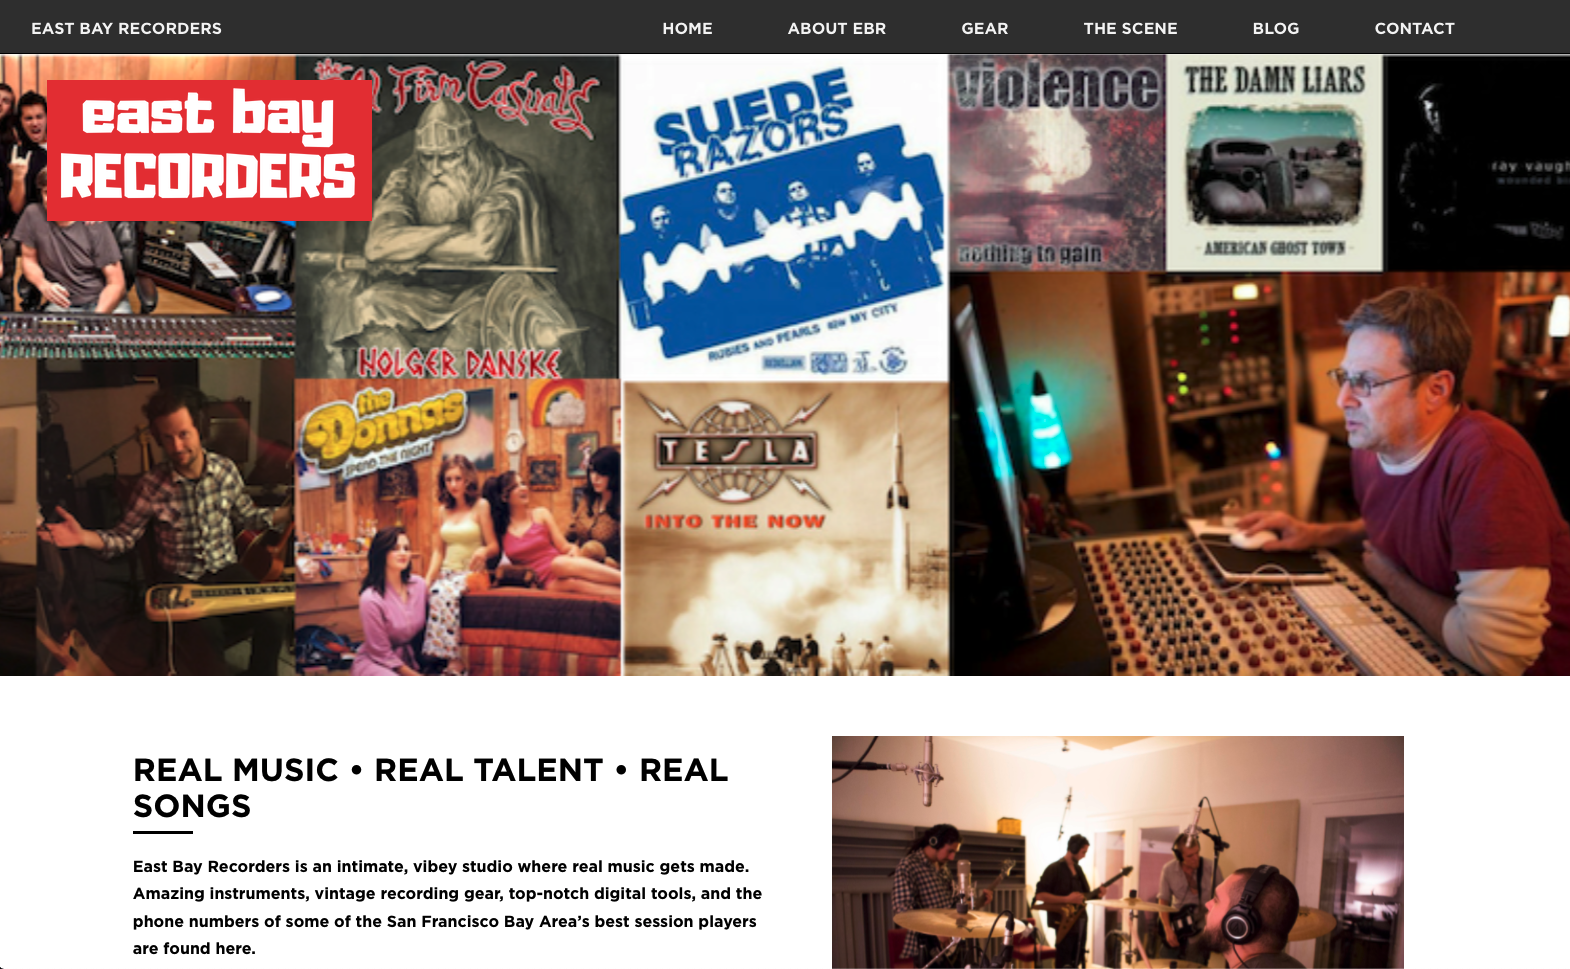 EAST BAY RECORDERS
HOME
ABOUT EBR
GEAR
THE SCENE
BLOG
CONTACT
east bay
RECORDERS
the
Firm Casuals
HOLGER DANSKE
SUEDE
RAZORS
RUBIES AND PEARLS B/W MY CITY
violence
nothing to gain
THE DAMN LIARS
AMERICAN GHOST TOWN
ray vaugh
wounded
the
Donnas
SPEND THE NIGHT
TESLA
INTO THE NOW
REAL MUSIC • REAL TALENT • REAL
SONGS
East Bay Recorders is an intimate, vibey studio where real music gets made.
Amazing instruments, vintage recording gear, top-notch digital tools, and the
phone numbers of some of the San Francisco Bay Area’s best session players
are found here.